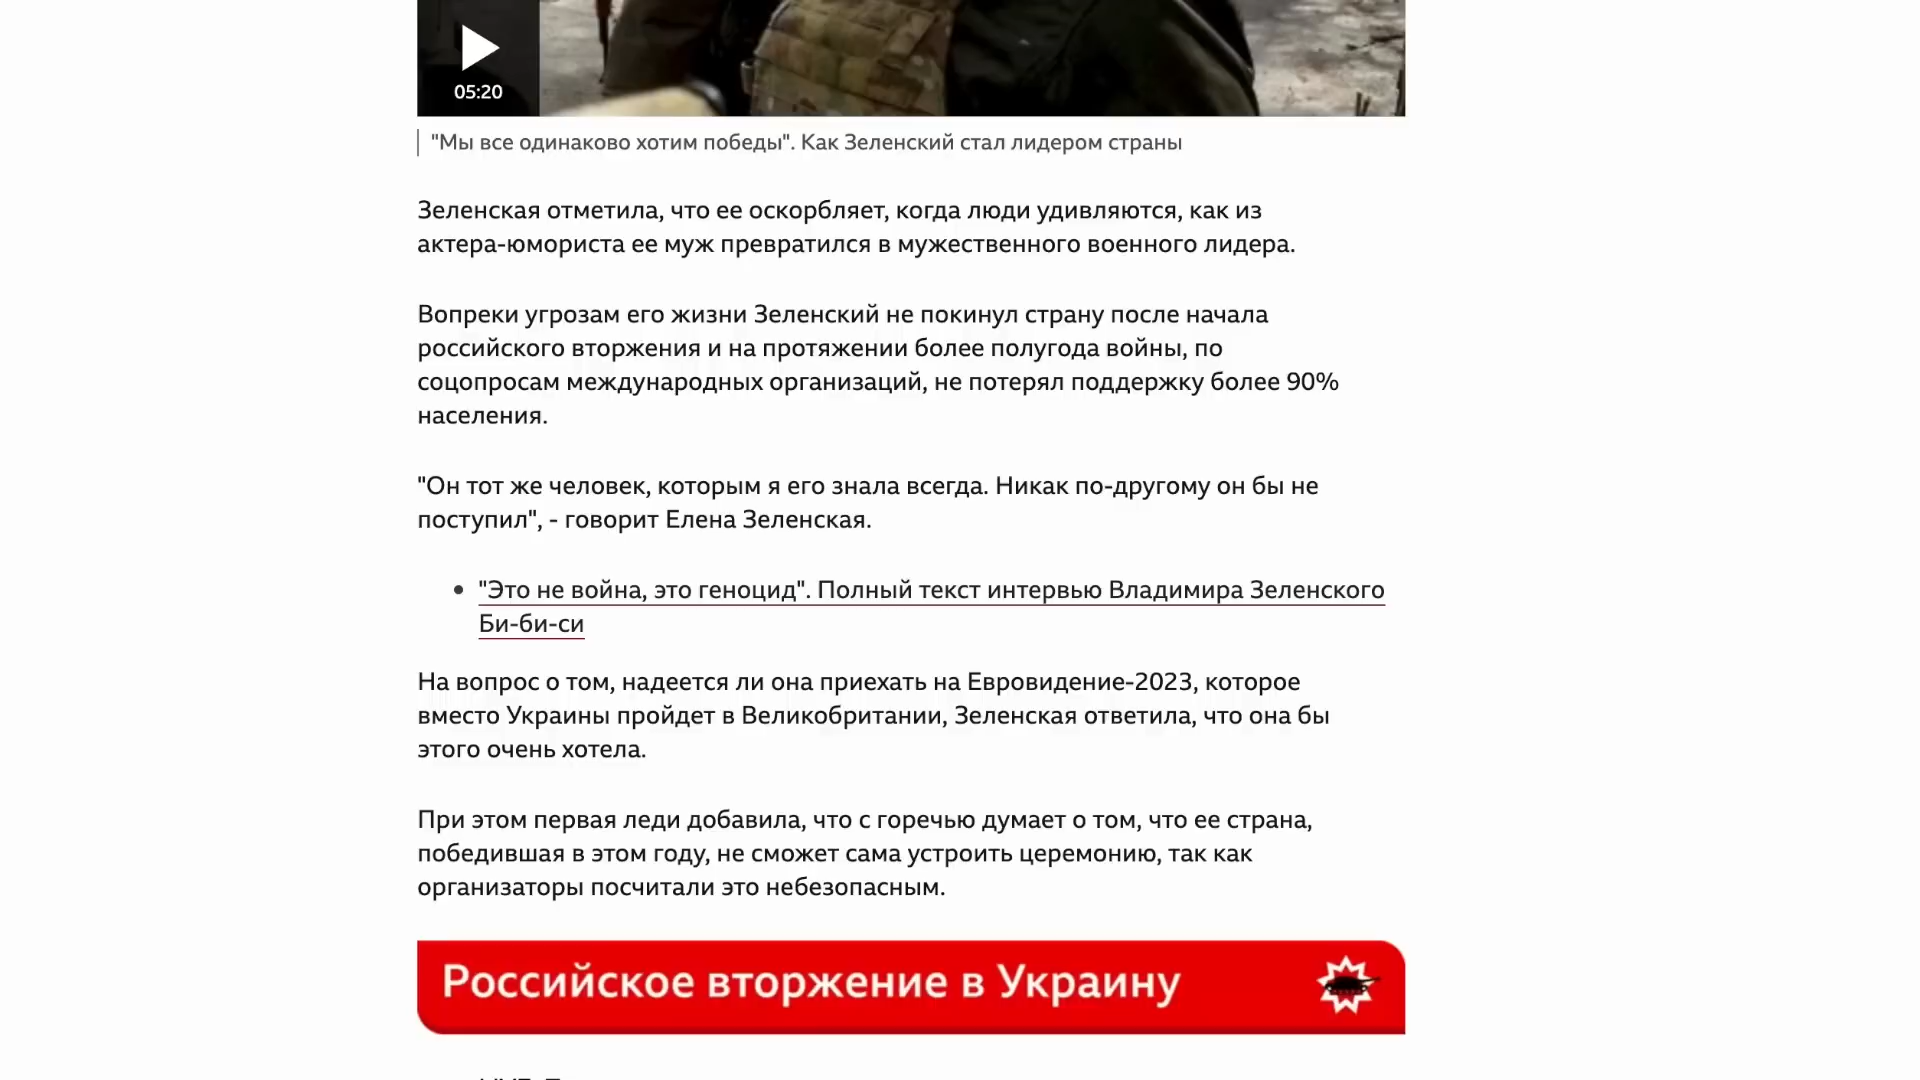 05:20
"Мы все одинаково хотим победы". Как Зеленский стал лидером страны
Зеленская отметила, что ее оскорбляет, когда люди удивляются, как из
актера-юмориста ее муж превратился в мужественного военного лидера.
Вопреки угрозам его жизни Зеленский не покинул страну после начала
российского вторжения и на протяжении более полугода войны, по
соцопросам международных организаций, не потерял поддержку более 90%
населения.
"Он тот же человек, которым я его знала всегда. Никак по-другому он бы не
поступил", - говорит Елена Зеленская.
"Это не война, это геноцид". Полный текст интервью Владимира Зеленского
Би-би-си
На вопрос о том, надеется ли она приехать на Евровидение-2023, которое
вместо Украины пройдет в Великобритании, Зеленская ответила, что она бы
этого очень хотела.
При этом первая леди добавила, что с горечью думает о том, что ее страна,
победившая в этом году, не сможет сама устроить церемонию, так как
организаторы посчитали это небезопасным.
Российское вторжение в Украину